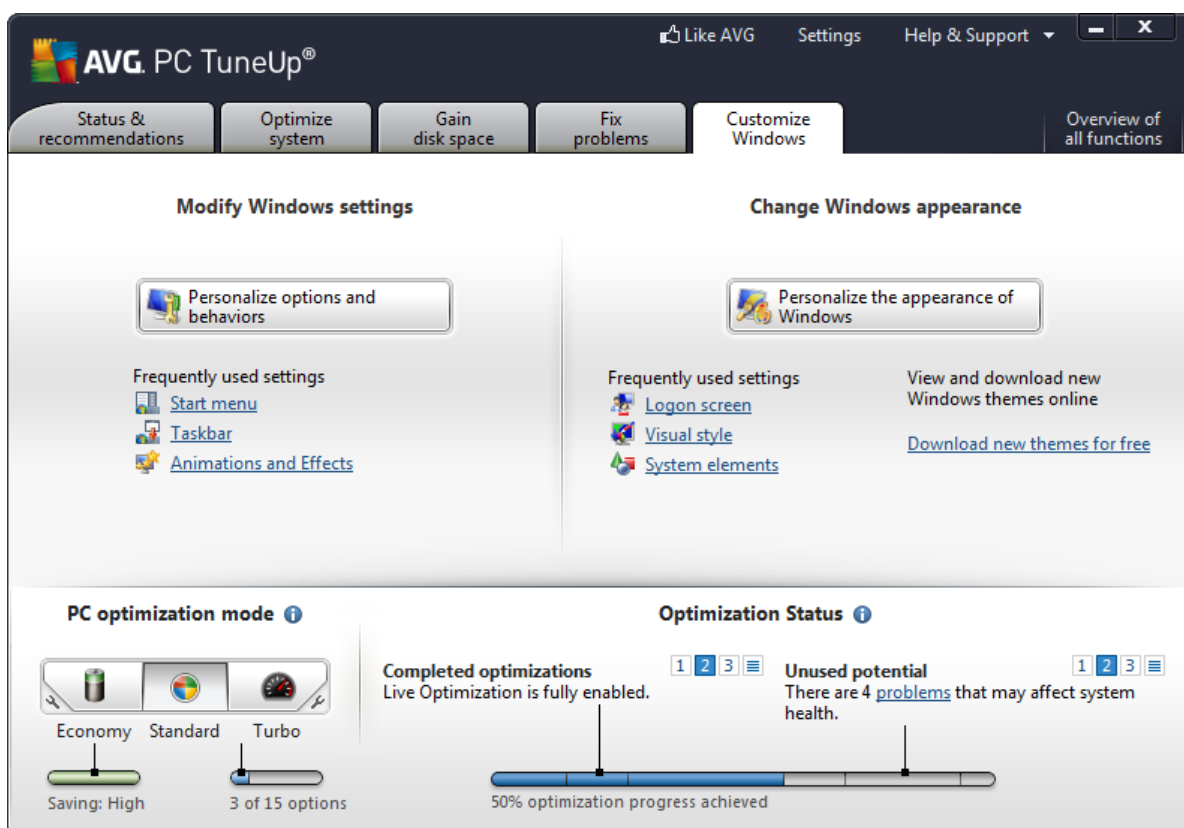 AVG. PC TuneUp®
Like AVG
Settings
Help & Support
X
Status &
recommendations
Optimize
system
Gain
disk space
Fix
problems
Customize
Windows
Overview of
all functions
Modify Windows settings
Personalize options and
behaviors
Frequently used settings
Start menu
Taskbar
Animations and Effects
Change Windows appearance
Personalize the appearance of
Windows
Frequently used settings
Logon screen
Visual style
System elements
View and download new
Windows themes online
Download new themes for free
PC optimization mode
Economy
Standard
Turbo
Saving: High
3 of 15 options
Optimization Status
Completed optimizations
1 2 3
Live Optimization is fully enabled.
Unused potential
1 2 3
There are 4 problems that may affect system
health.
50% optimization progress achieved